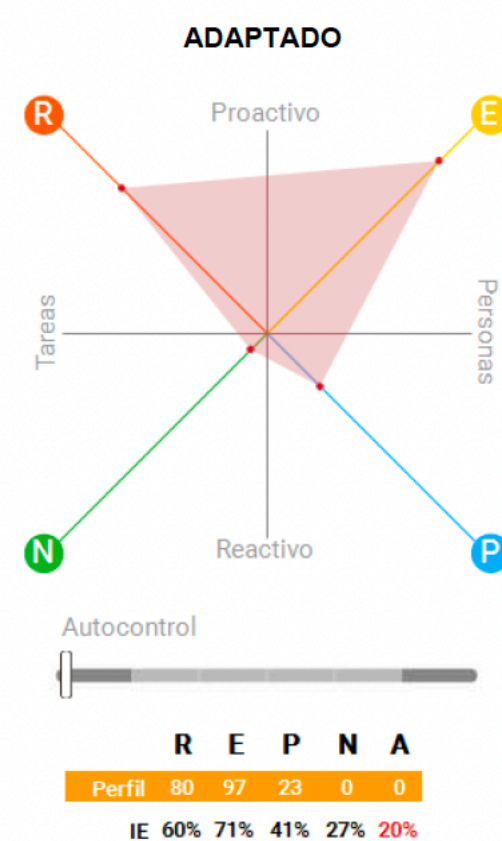 ADAPTADO
R Proactivo E
Tareas Personas
N Reactivo P
Autocontrol
R E P N A
Perfil 80 97 23 0 0
IE 60% 71% 41% 27% 20%